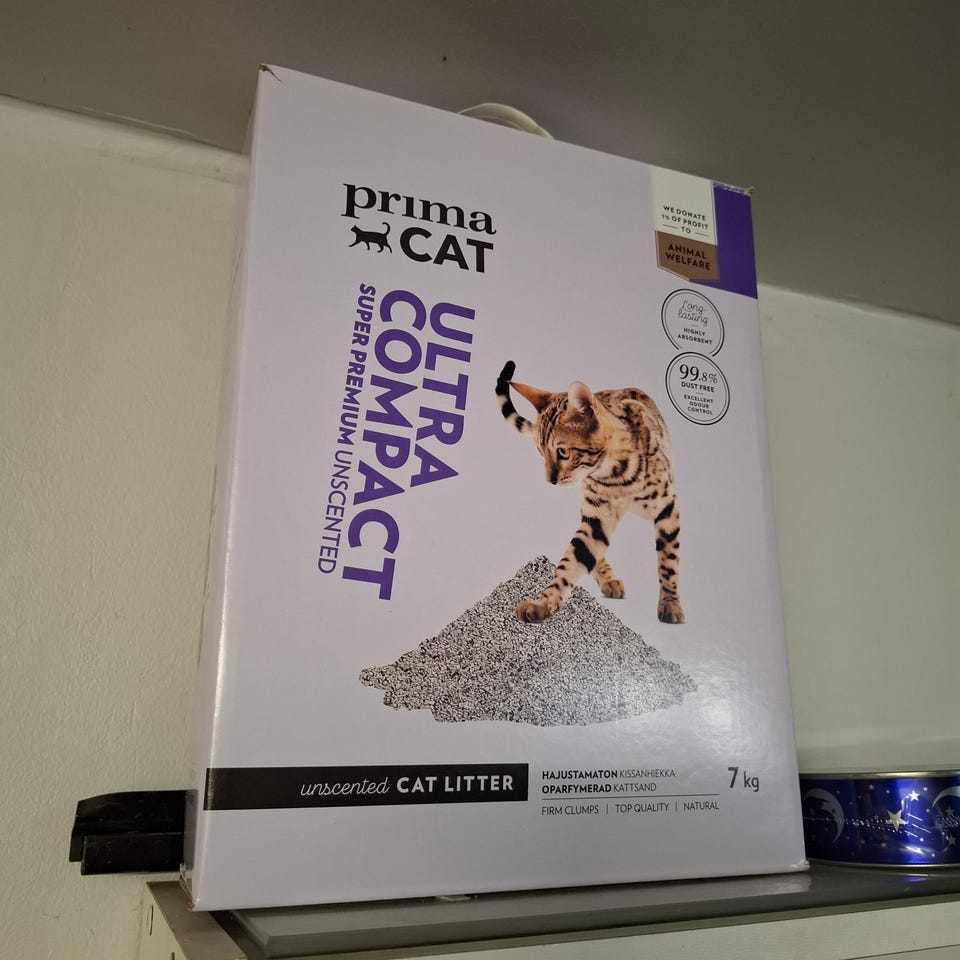 prima
CAT
ULTRA
COMPACT
SUPER PREMIUM UNSCENTED
WE DONATE
1% OF PROFIT
TO
ANIMAL
WELFARE
Long-
lasting
HIGHLY
ABSORBENT
99.8%
DUST FREE
EXCELLENT
ODOUR
CONTROL
unscented CAT LITTER
HAJUSTAMATON KISSANHIEKKA
OPARFYMERAD KATTSAND
FIRM CLUMPS | TOP QUALITY | NATURAL
7 kg